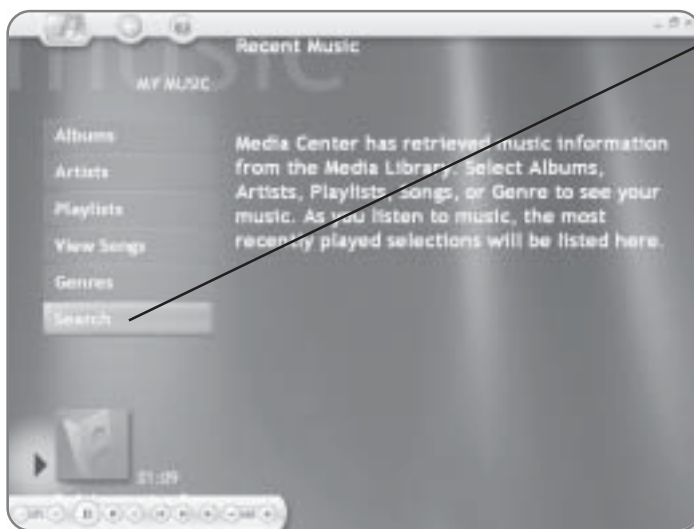 music
Recent Music
MY MUSIC
Albums
Artists
Playlists
View Songs
Genres
Search
Media Center has retrieved music information
from the Media Library. Select Albums,
Artists, Playlists, Songs, or Genre to see your
music. As you listen to music, the most
recently played selections will be listed here.
01:09